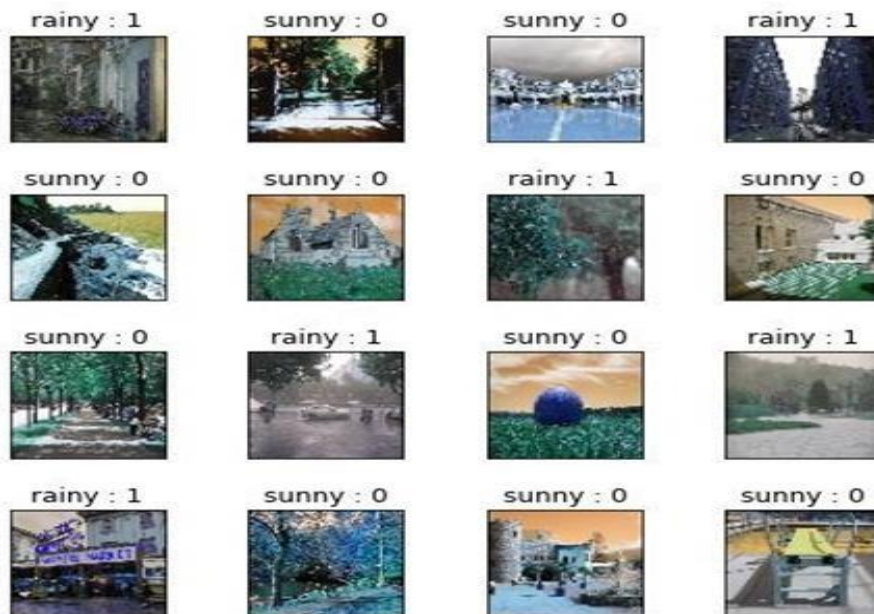 rainy : 1 sunny : 0 sunny : 0 rainy : 1
sunny : 0 sunny : 0 rainy : 1 sunny : 0
sunny : 0 rainy : 1 sunny : 0 rainy : 1
rainy : 1 sunny : 0 sunny : 0 sunny : 0
MARKET